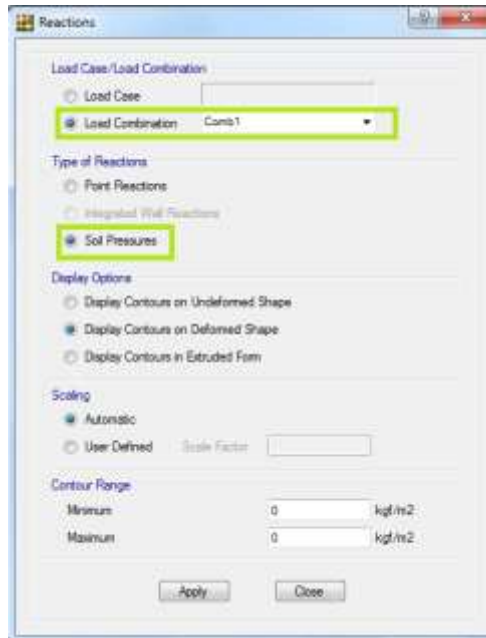 Reactions
Load Case/Load Combination
Load Case
Load Combination Comb1
Type of Reactions
Point Reactions
Integrated Wall Reactions
Soil Pressures
Display Options
Display Contours on Undeformed Shape
Display Contours on Deformed Shape
Display Contours in Extruded Form
Scaling
Automatic
User Defined Scale Factor
Contour Range
Minimum 0 kgf/m2
Maximum 0 kgf/m2
Apply Close